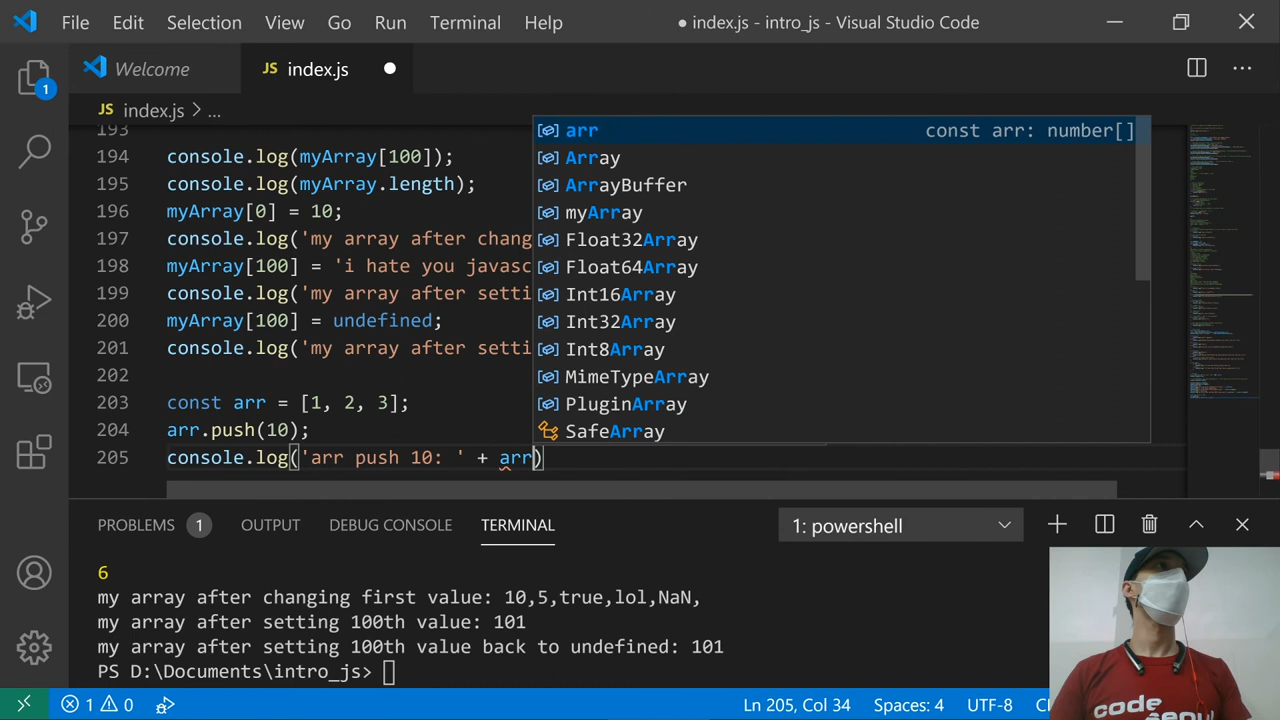 File Edit Selection View Go Run Terminal Help
● index.js - intro_js - Visual Studio Code
1
Welcome
JS index.js
JS index.js > ...
193
194 console.log(myArray[100]);
195 console.log(myArray.length);
196 myArray[0] = 10;
197 console.log('my array after chang
198 myArray[100] = 'i hate you javasc
199 console.log('my array after setti
200 myArray[100] = undefined;
201 console.log('my array after setti
202
203 const arr = [1, 2, 3];
204 arr.push(10);
205 console.log('arr push 10: ' + arr)
arr const arr: number[]
Array
ArrayBuffer
myArray
Float32Array
Float64Array
Int16Array
Int32Array
Int8Array
MimeTypeArray
PluginArray
SafeArray
PROBLEMS 1 OUTPUT DEBUG CONSOLE TERMINAL
1: powershell
6
my array after changing first value: 10,5,true,lol,NaN,
my array after setting 100th value: 101
my array after setting 100th value back to undefined: 101
PS D:\Documents\intro_js>
code
1 0
Ln 205, Col 34 Spaces: 4 UTF-8